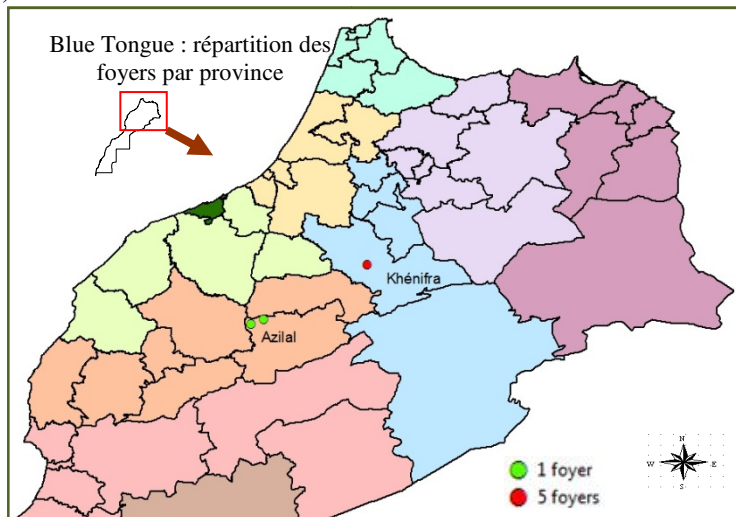 Blue Tongue : répartition des
foyers par province
Khénifra
Azilal
1 foyer
5 foyers
N
W E
S